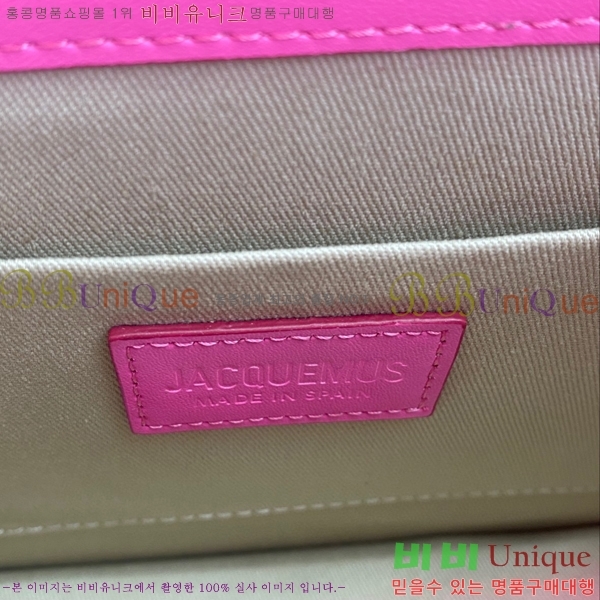 홍콩명품쇼핑몰 1위 비비유니크명품구매대행
BIBIUniQue
BIBUniQue
JACQUEMUS
MADE IN SPAIN
비비 Unique
믿을수 있는 명품구매대행
-본 이미지는 비비유니크에서 촬영한 100% 실사 이미지 입니다.-